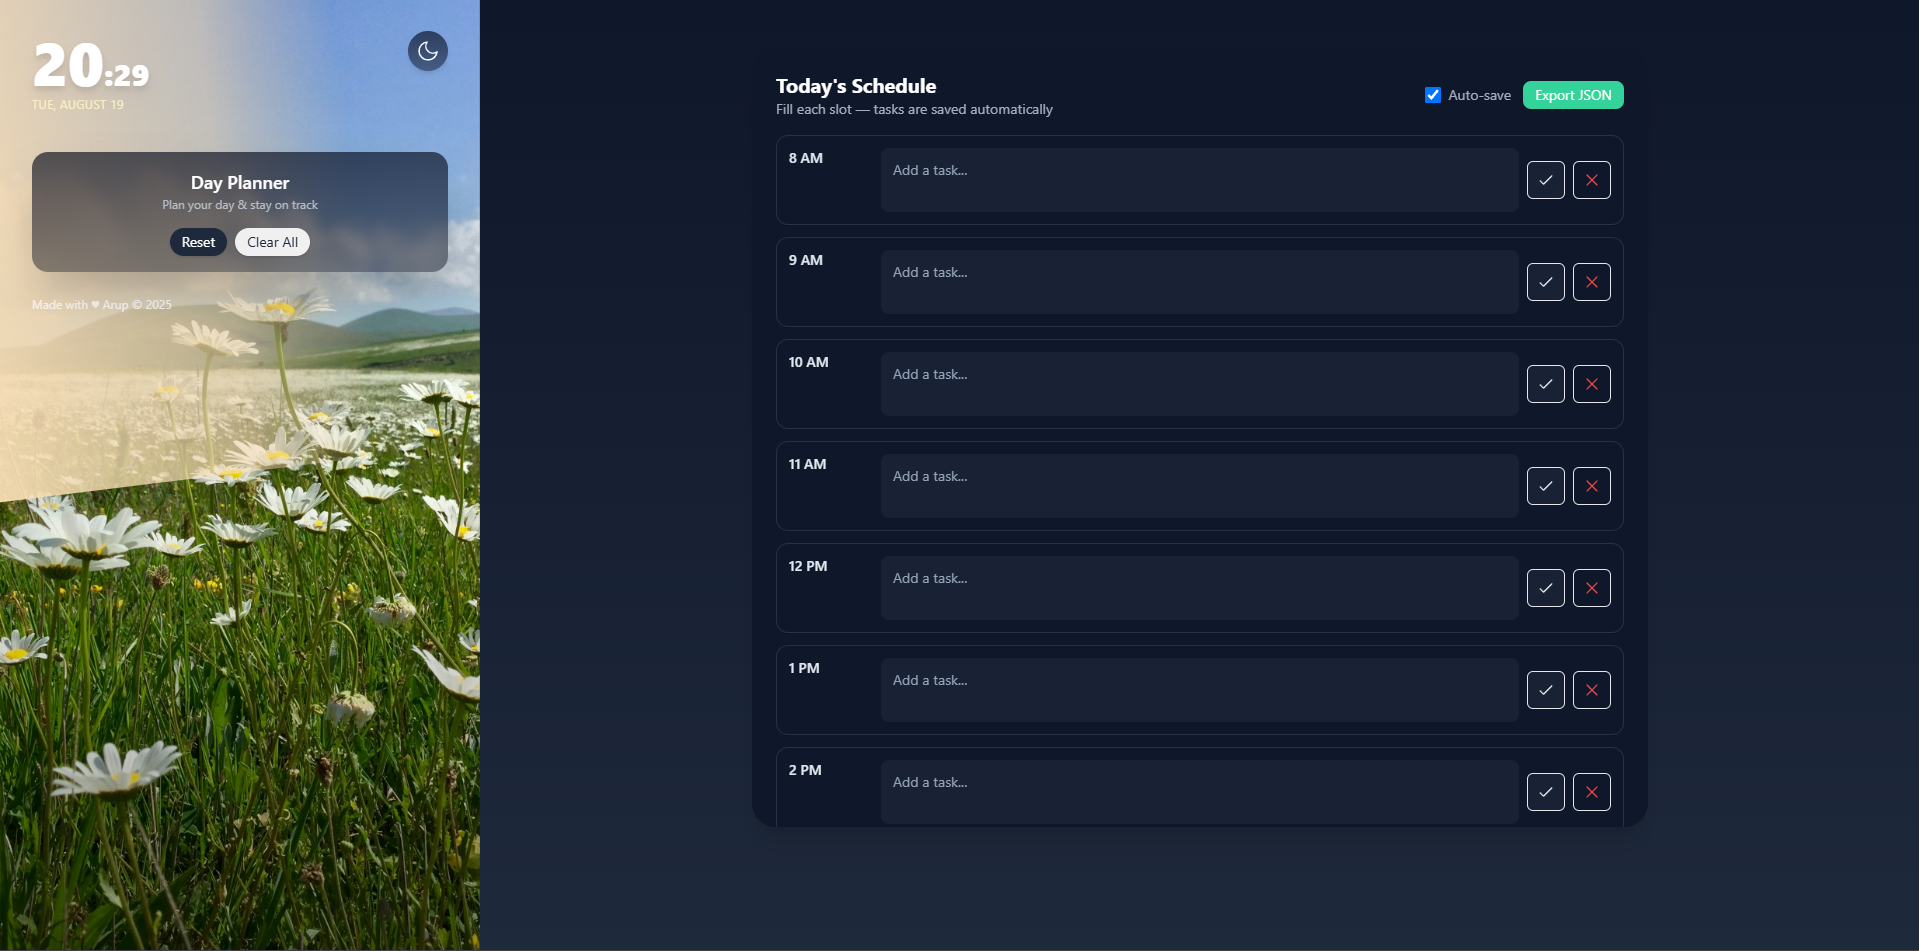 20:29
TUE, AUGUST 19
Day Planner
Plan your day & stay on track
Reset Clear All
Made with ♥ Arup © 2025
Today's Schedule
Fill each slot — tasks are saved automatically
Auto-save Export JSON
8 AM Add a task...
9 AM Add a task...
10 AM Add a task...
11 AM Add a task...
12 PM Add a task...
1 PM Add a task...
2 PM Add a task...